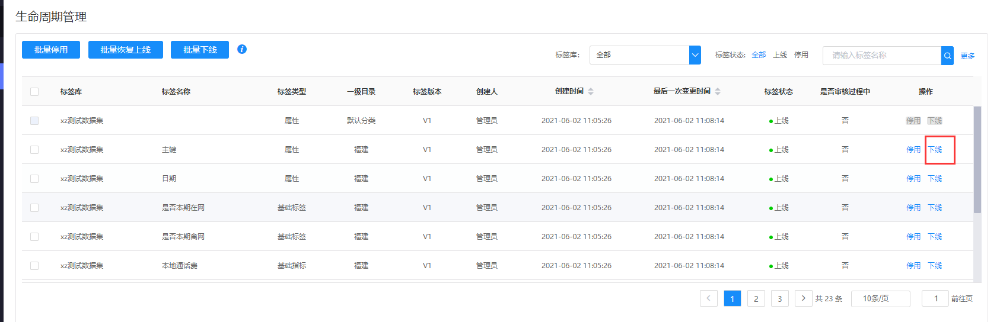 生命周期管理
批量停用 批量恢复上线 批量下线 i 标签库: 全部 标签状态: 全部 上线 停用 请输入标签名称 更多
标签库 标签名称 标签类型 一级目录 标签版本 创建人 创建时间 最后一次变更时间 标签状态 是否审核过程中 操作
xz测试数据集 属性 默认分类 V1 管理员 2021-06-02 11:05:26 2021-06-02 11:08:14 上线 否 停用 下线
xz测试数据集 主键 属性 福建 V1 管理员 2021-06-02 11:05:26 2021-06-02 11:08:14 上线 否 停用 下线
xz测试数据集 日期 属性 福建 V1 管理员 2021-06-02 11:05:26 2021-06-02 11:08:14 上线 否 停用 下线
xz测试数据集 是否本期在网 基础标签 福建 V1 管理员 2021-06-02 11:05:26 2021-06-02 11:08:14 上线 否 停用 下线
xz测试数据集 是否本期离网 基础标签 福建 V1 管理员 2021-06-02 11:05:26 2021-06-02 11:08:14 上线 否 停用 下线
xz测试数据集 本地通话费 基础指标 福建 V1 管理员 2021-06-02 11:05:26 2021-06-02 11:08:14 上线 否 停用 下线
1 2 3 共 23 条 10条/页 1 前往页